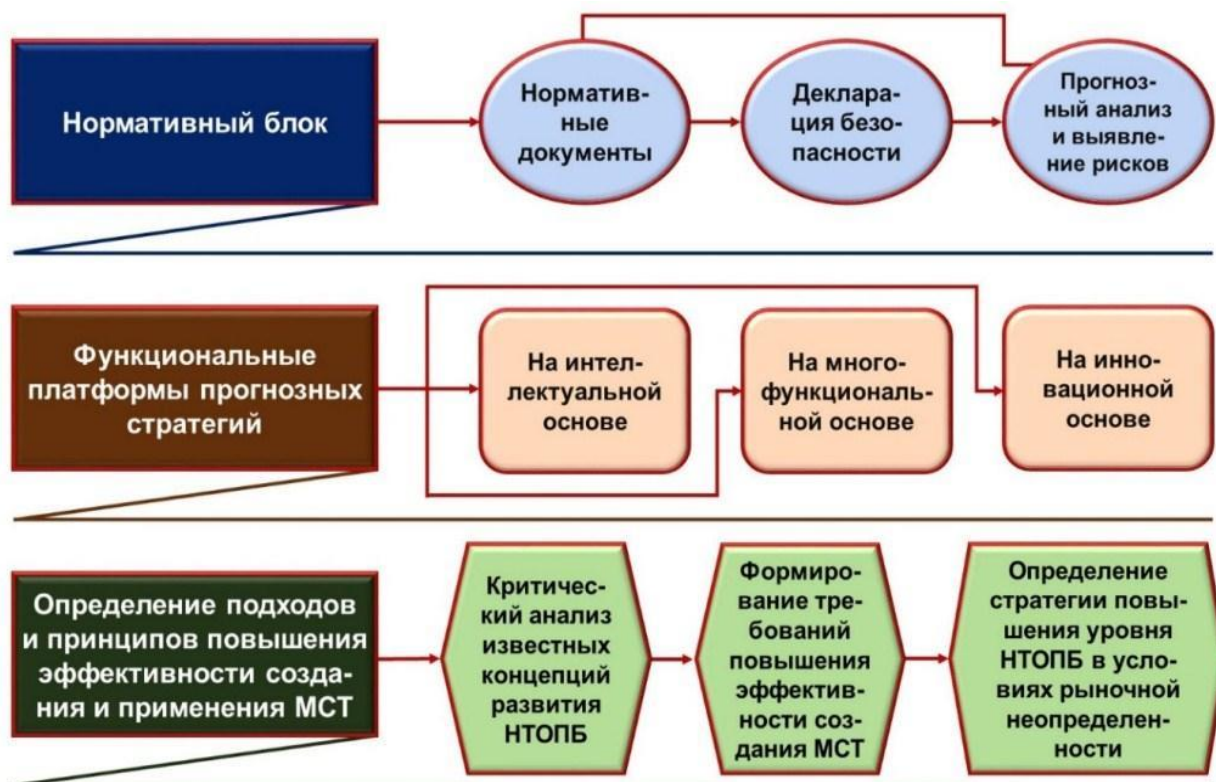 Нормативный блок
Норматив-
ные
документы
Деклара-
ция безо-
пасности
Прогноз-
ный анализ
и выявле-
ние рисков
Функциональные
платформы прогнозных
стратегий
На интел-
лектуальной
основе
На много-
функциональ-
ной основе
На инно-
вационной
основе
Определение подходов
и принципов повышения
эффективности созда-
ния и применения МСТ
Критичес-
кий анализ
известных
концепций
развития
НТОПБ
Формиро-
вание тре-
бований
повышения
эффектив-
ности соз-
дания МСТ
Определение
стратегии повы-
шения уровня
НТОПБ в усло-
виях рыночной
неопределен-
ности